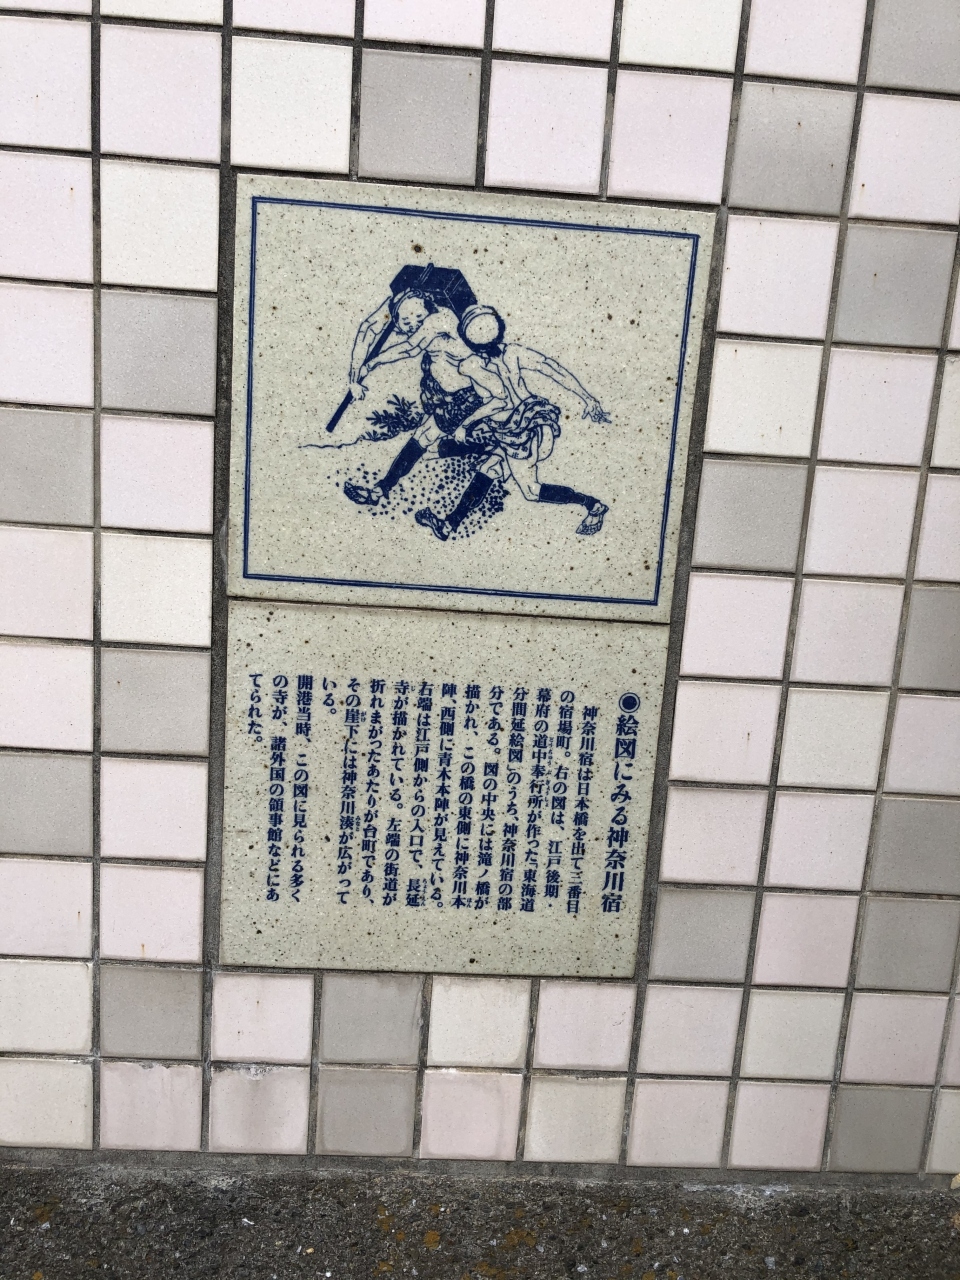 ◉絵図にみる神奈川宿
神奈川宿は日本橋を出て三番目
の宿場町。右の図は、江戸後期・
幕府の道中奉行所が作った「東海道
分間延絵図」のうち、神奈川宿の部
分である。図の中央には滝ノ橋が
描かれ、この橋の東側に神奈川本
陣、西側に青木本陣が見えている。
右端は江戸側からの入口で、長延
寺が描かれている。左端の街道が
折れまがったあたりが台町であり、
その崖下には神奈川湊が広がって
いる。
開港当時、この図に見られる多く
の寺が、諸外国の領事館などにあ
てられた。